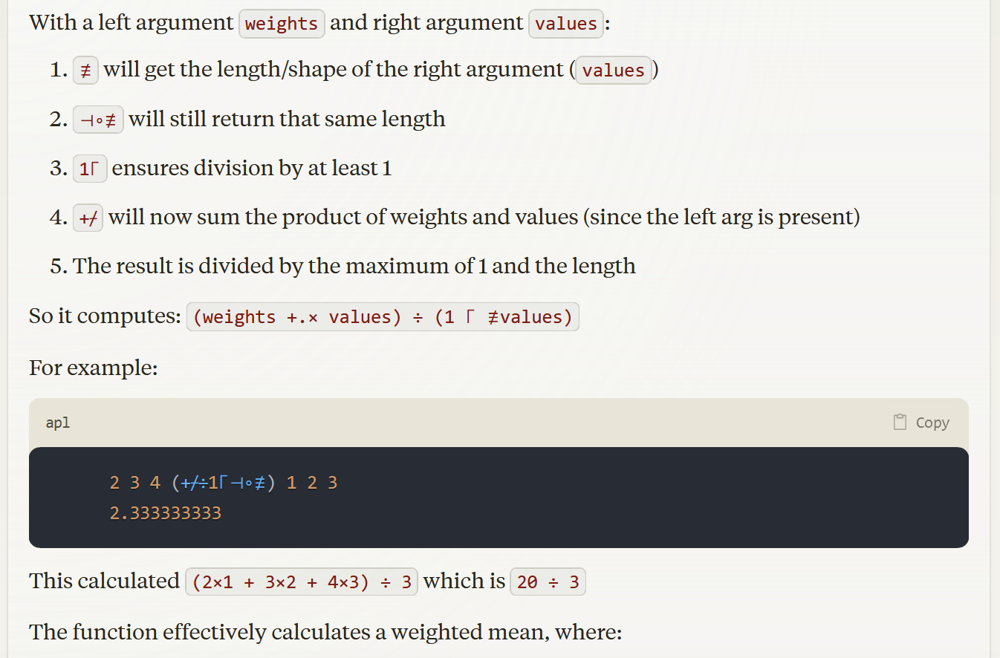 With a left argument weights and right argument values:
1. ≢ will get the length/shape of the right argument (values)
2. ⊣∘≢ will still return that same length
3. 1⌈ ensures division by at least 1
4. +⌿ will now sum the product of weights and values (since the left arg is present)
5. The result is divided by the maximum of 1 and the length
So it computes: (weights +.× values) ÷ (1 ⌈ ≢values)
For example:
apl
Copy
2 3 4 (+⌿÷1⌈⊣∘≢) 1 2 3
2.333333333
This calculated (2×1 + 3×2 + 4×3) ÷ 3 which is 20 ÷ 3
The function effectively calculates a weighted mean, where: